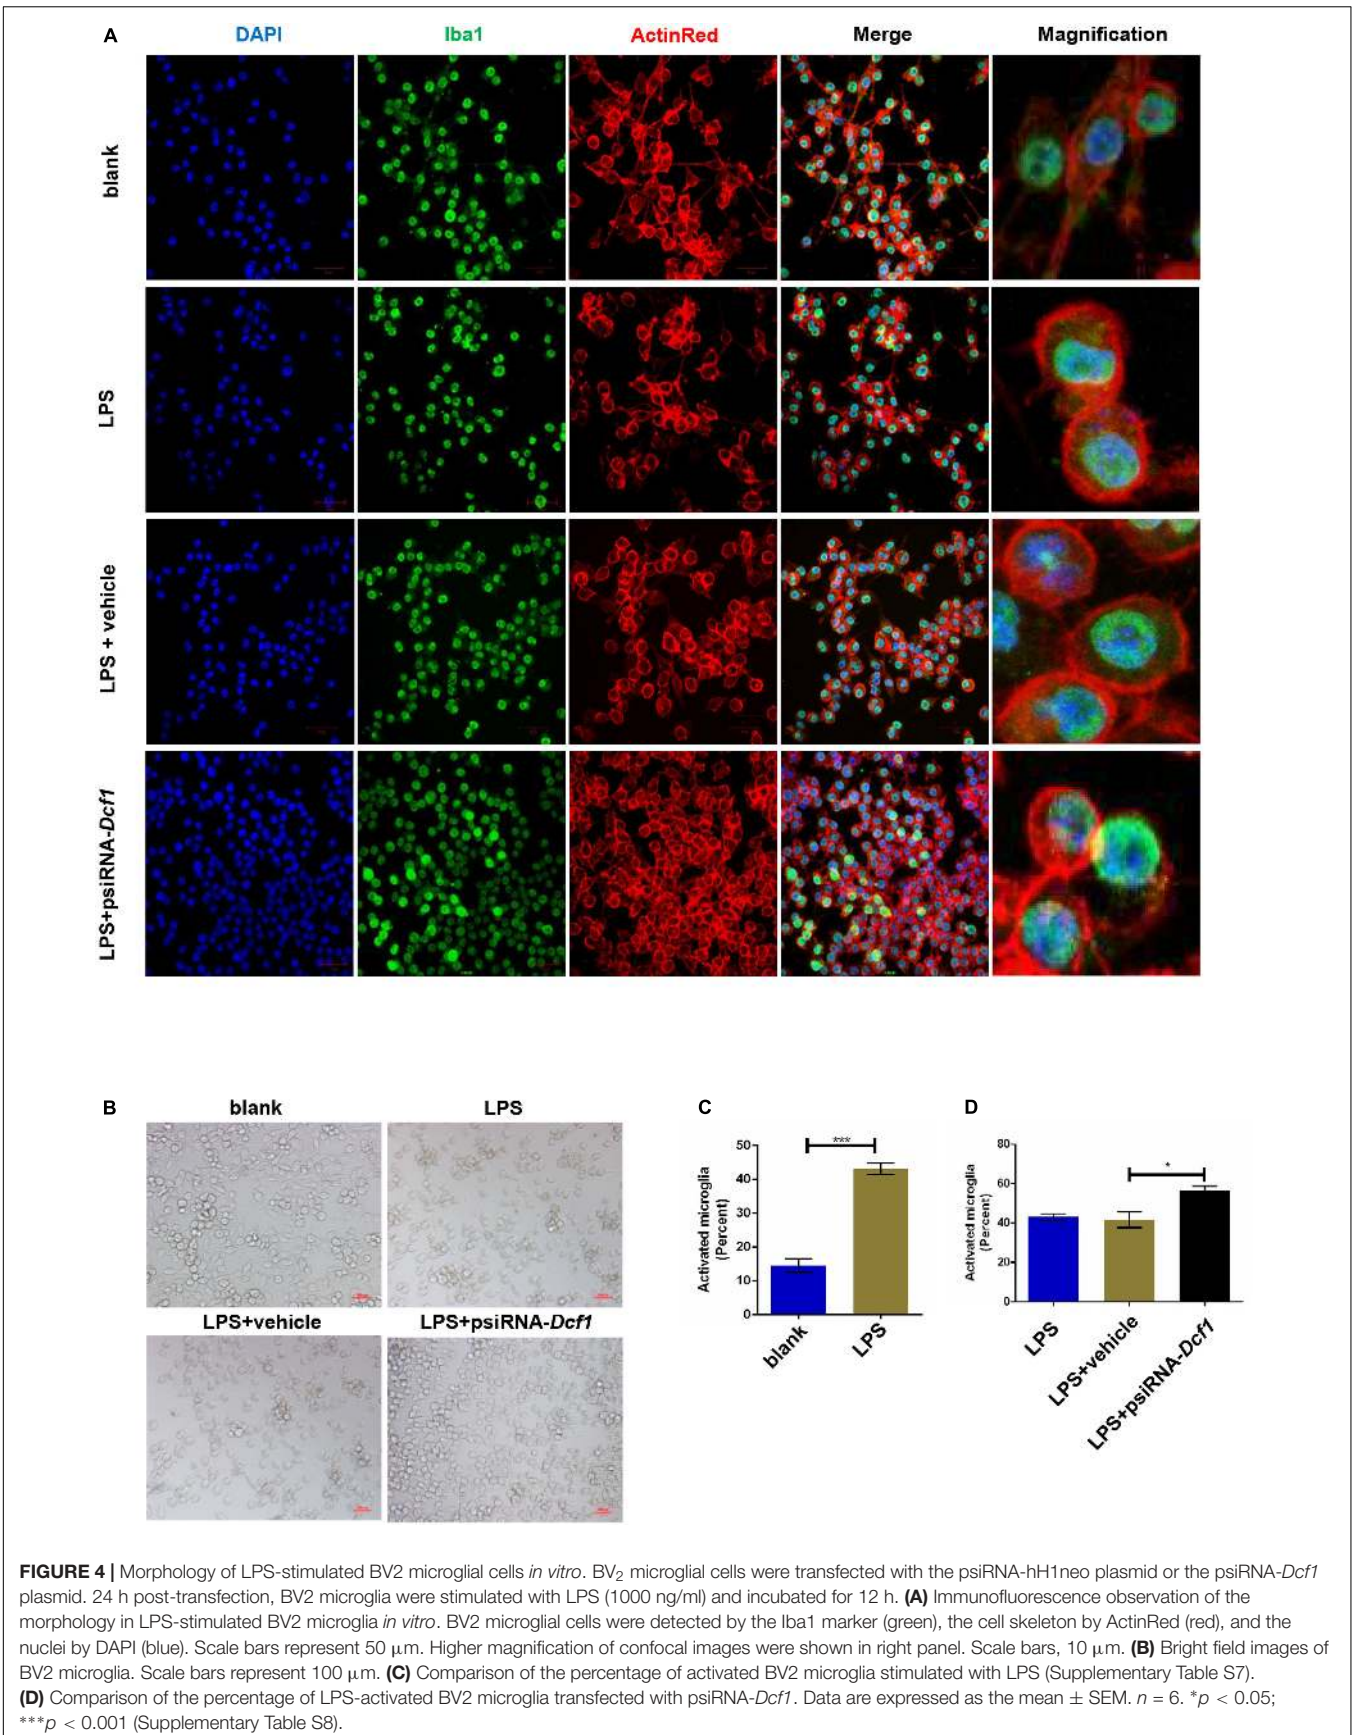 A
DAPI
Iba1
ActinRed
Merge
Magnification
blank
LPS
LPS + vehicle
LPS+psiRNA-Dcf1
B
blank
LPS
LPS+vehicle
LPS+psiRNA-Dcf1
C
Activated microglia
(Percent)
50
40
30
20
10
0
***
blank
LPS
D
Activated microglia
(Percent)
80
60
40
20
0
*
LPS
LPS+vehicle
LPS+psiRNA-Dcf1
FIGURE 4 | Morphology of LPS-stimulated BV2 microglial cells in vitro. BV₂ microglial cells were transfected with the psiRNA-hH1neo plasmid or the psiRNA-Dcf1
plasmid. 24 h post-transfection, BV2 microglia were stimulated with LPS (1000 ng/ml) and incubated for 12 h. (A) Immunofluorescence observation of the
morphology in LPS-stimulated BV2 microglia in vitro. BV2 microglial cells were detected by the Iba1 marker (green), the cell skeleton by ActinRed (red), and the
nuclei by DAPI (blue). Scale bars represent 50 μm. Higher magnification of confocal images were shown in right panel. Scale bars, 10 μm. (B) Bright field images of
BV2 microglia. Scale bars represent 100 μm. (C) Comparison of the percentage of activated BV2 microglia stimulated with LPS (Supplementary Table S7).
(D) Comparison of the percentage of LPS-activated BV2 microglia transfected with psiRNA-Dcf1. Data are expressed as the mean ± SEM. n = 6. *p < 0.05;
***p < 0.001 (Supplementary Table S8).